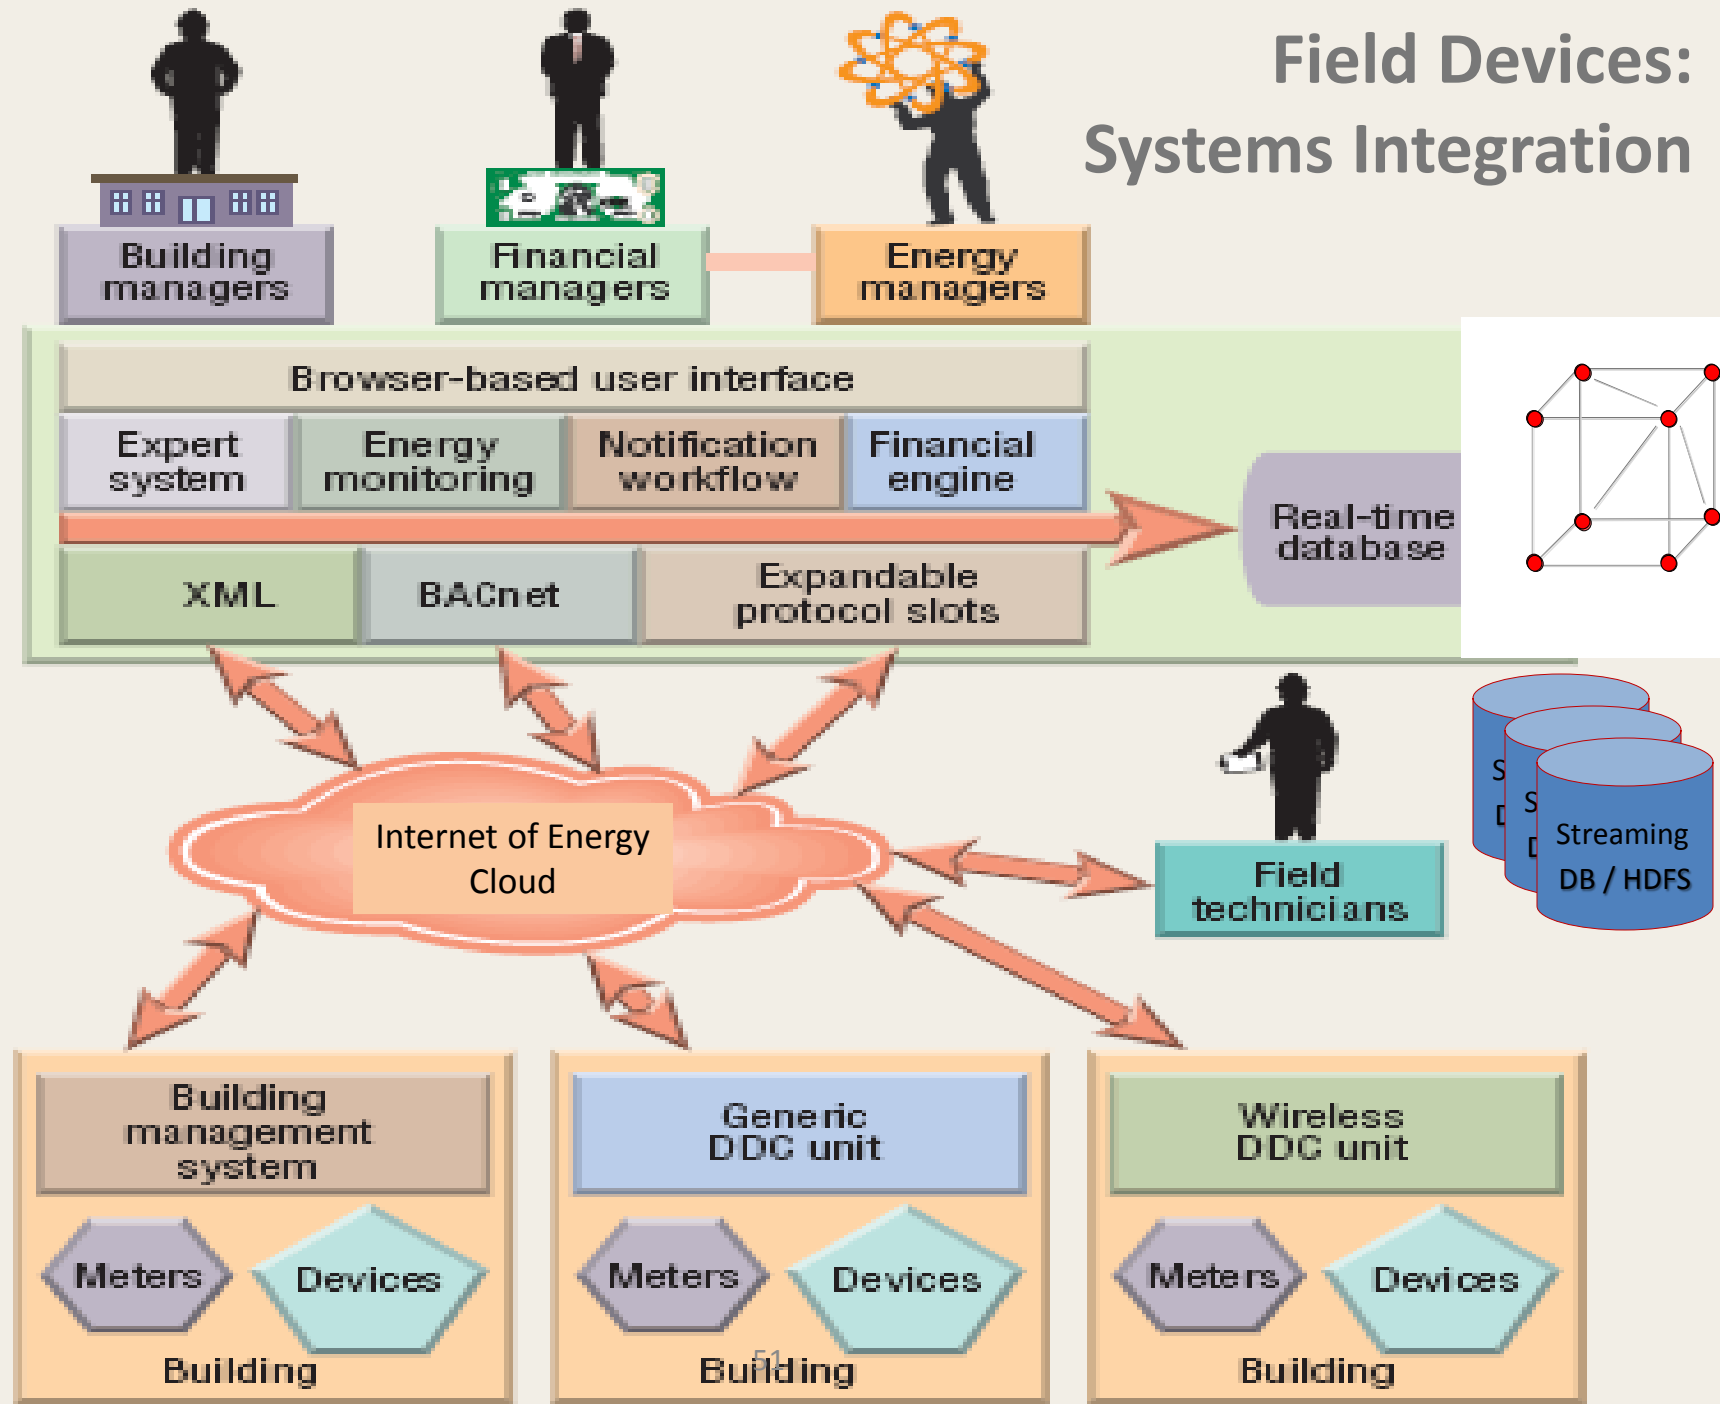 Field Devices:
Systems Integration
Building
managers
Financial
managers
Energy
managers
Browser-based user interface
Expert
system
Energy
monitoring
Notification
workflow
Financial
engine
Real-time
database
XML
BACnet
Expandable
protocol slots
Internet of Energy
Cloud
Field
technicians
S
D
S
D
Streaming
DB / HDFS
Building
management
system
Generic
DDC unit
Wireless
DDC unit
Meters
Devices
Meters
Devices
Meters
Devices
Building
Building
Building
51